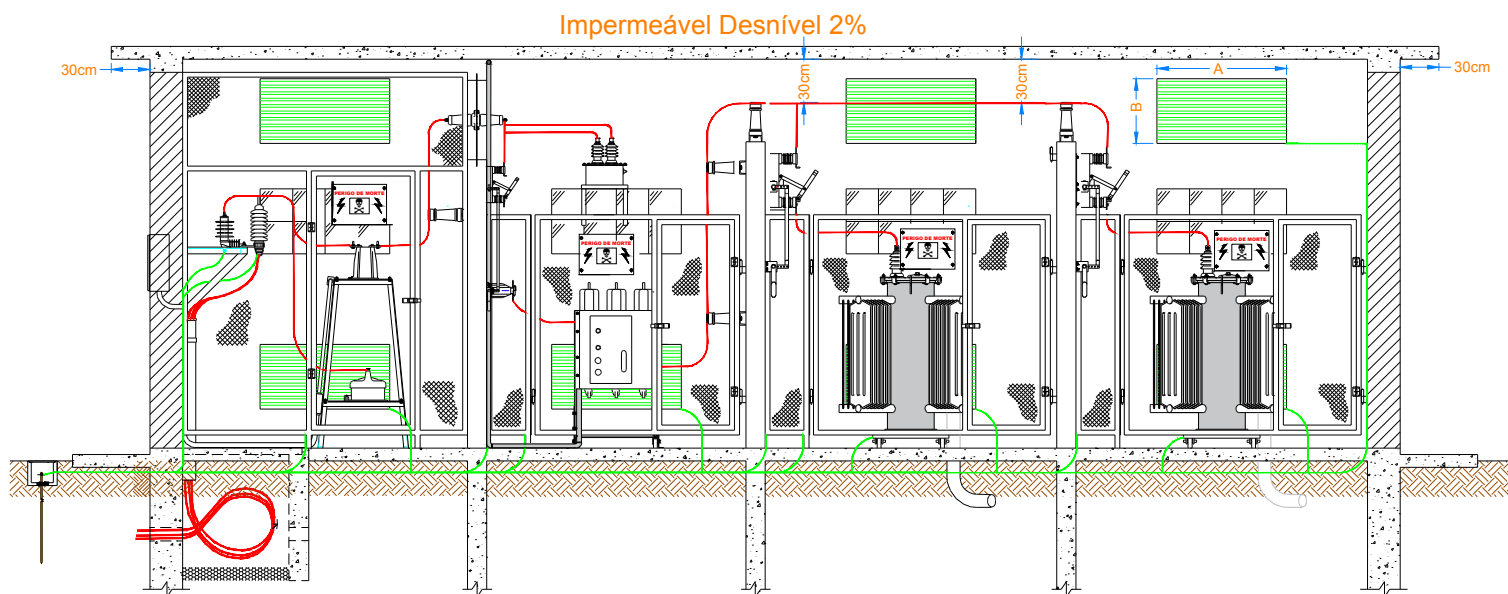 Impermeável Desnível 2%
30cm
30cm
30cm
A
B
30cm
PERIGO DE MORTE
PERIGO DE MORTE
PERIGO DE MORTE
PERIGO DE MORTE